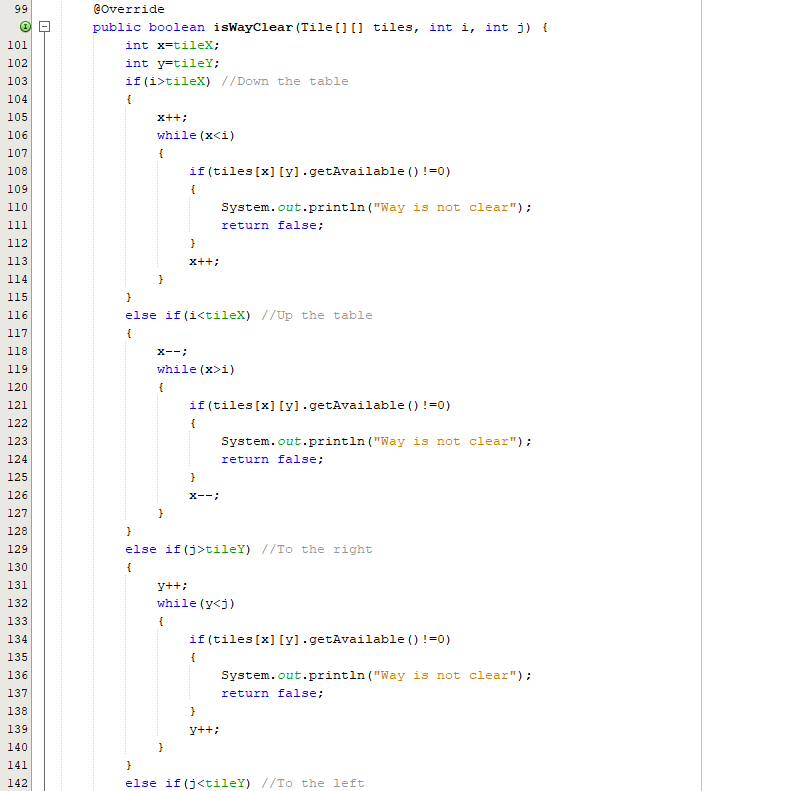 99 @Override
public boolean isWayClear(Tile[][] tiles, int i, int j) {
101 int x=tileX;
102 int y=tileY;
103 if(i>tileX) //Down the table
104 {
105 x++;
106 while(x<i)
107 {
108 if(tiles[x][y].getAvailable()!=0)
109 {
110 System.out.println("Way is not clear");
111 return false;
112 }
113 x++;
114 }
115 }
116 else if(i<tileX) //Up the table
117 {
118 x--;
119 while(x>i)
120 {
121 if(tiles[x][y].getAvailable()!=0)
122 {
123 System.out.println("Way is not clear");
124 return false;
125 }
126 x--;
127 }
128 }
129 else if(j>tileY) //To the right
130 {
131 y++;
132 while(y<j)
133 {
134 if(tiles[x][y].getAvailable()!=0)
135 {
136 System.out.println("Way is not clear");
137 return false;
138 }
139 y++;
140 }
141 }
142 else if(j<tileY) //To the left